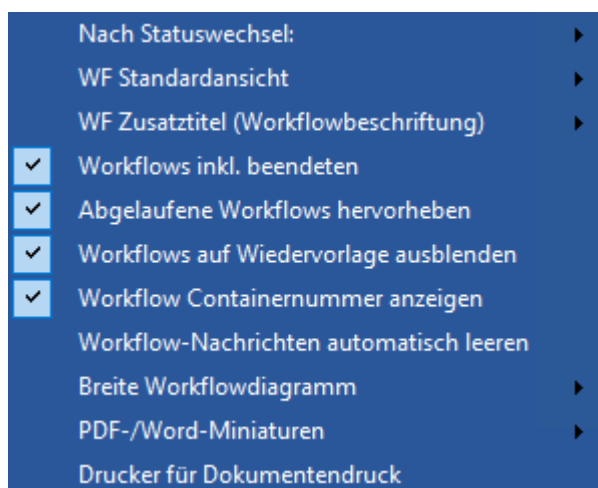 Nach Statuswechsel:
WF Standardansicht
WF Zusatztitel (Workflowbeschriftung)
Workflows inkl. beendeten
Abgelaufene Workflows hervorheben
Workflows auf Wiedervorlage ausblenden
Workflow Containernummer anzeigen
Workflow-Nachrichten automatisch leeren
Breite Workflowdiagramm
PDF-/Word-Miniaturen
Drucker für Dokumentendruck